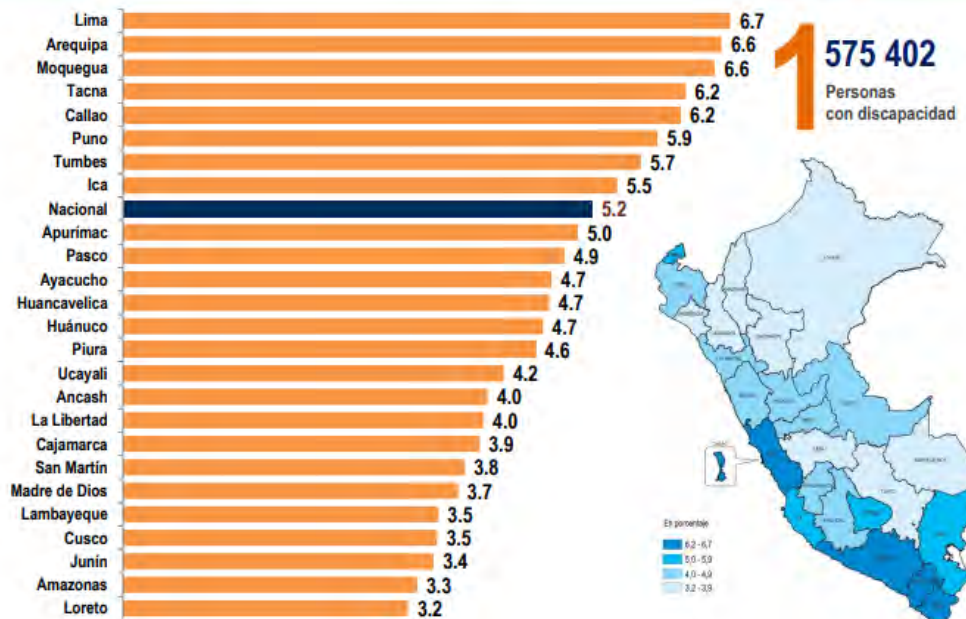 Lima 6.7
Arequipa 6.6
Moquegua 6.6
Tacna 6.2
Callao 6.2
Puno 5.9
Tumbes 5.7
Ica 5.5
Nacional 5.2
Apurímac 5.0
Pasco 4.9
Ayacucho 4.7
Huancavelica 4.7
Huánuco 4.7
Piura 4.6
Ucayali 4.2
Ancash 4.0
La Libertad 4.0
Cajamarca 3.9
San Martín 3.8
Madre de Dios 3.7
Lambayeque 3.5
Cusco 3.5
Junín 3.4
Amazonas 3.3
Loreto 3.2
1 575 402
Personas
con discapacidad
En porcentaje
6,2 - 6,7
5,0 - 5,9
4,0 - 4,9
3,2 - 3,9